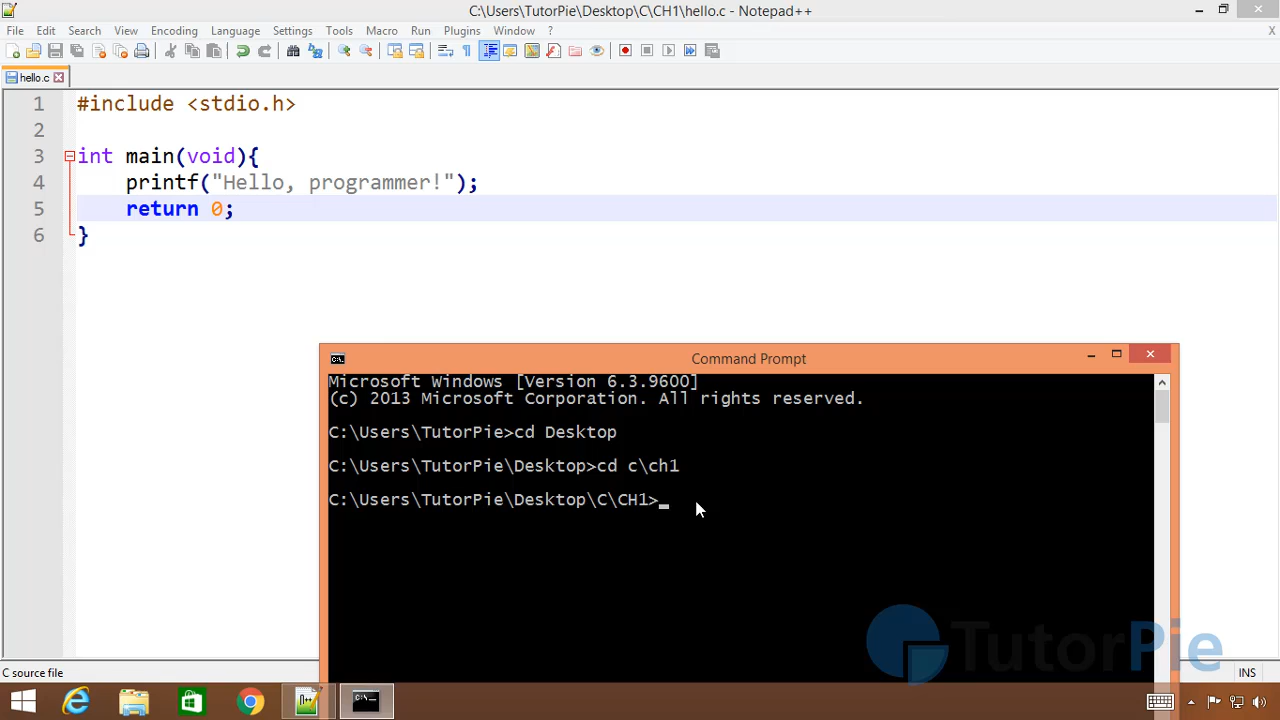 C:\Users\TutorPie\Desktop\C\CH1\hello.c - Notepad++
File Edit Search View Encoding Language Settings Tools Macro Run Plugins Window ?
X
hello.c
1 #include <stdio.h>
2
3 int main(void){
4 printf("Hello, programmer!");
5 return 0;
6 }
Command Prompt
Microsoft Windows [Version 6.3.9600]
(c) 2013 Microsoft Corporation. All rights reserved.
C:\Users\TutorPie>cd Desktop
C:\Users\TutorPie\Desktop>cd c\ch1
C:\Users\TutorPie\Desktop\C\CH1>_
TutorPie
C source file
INS